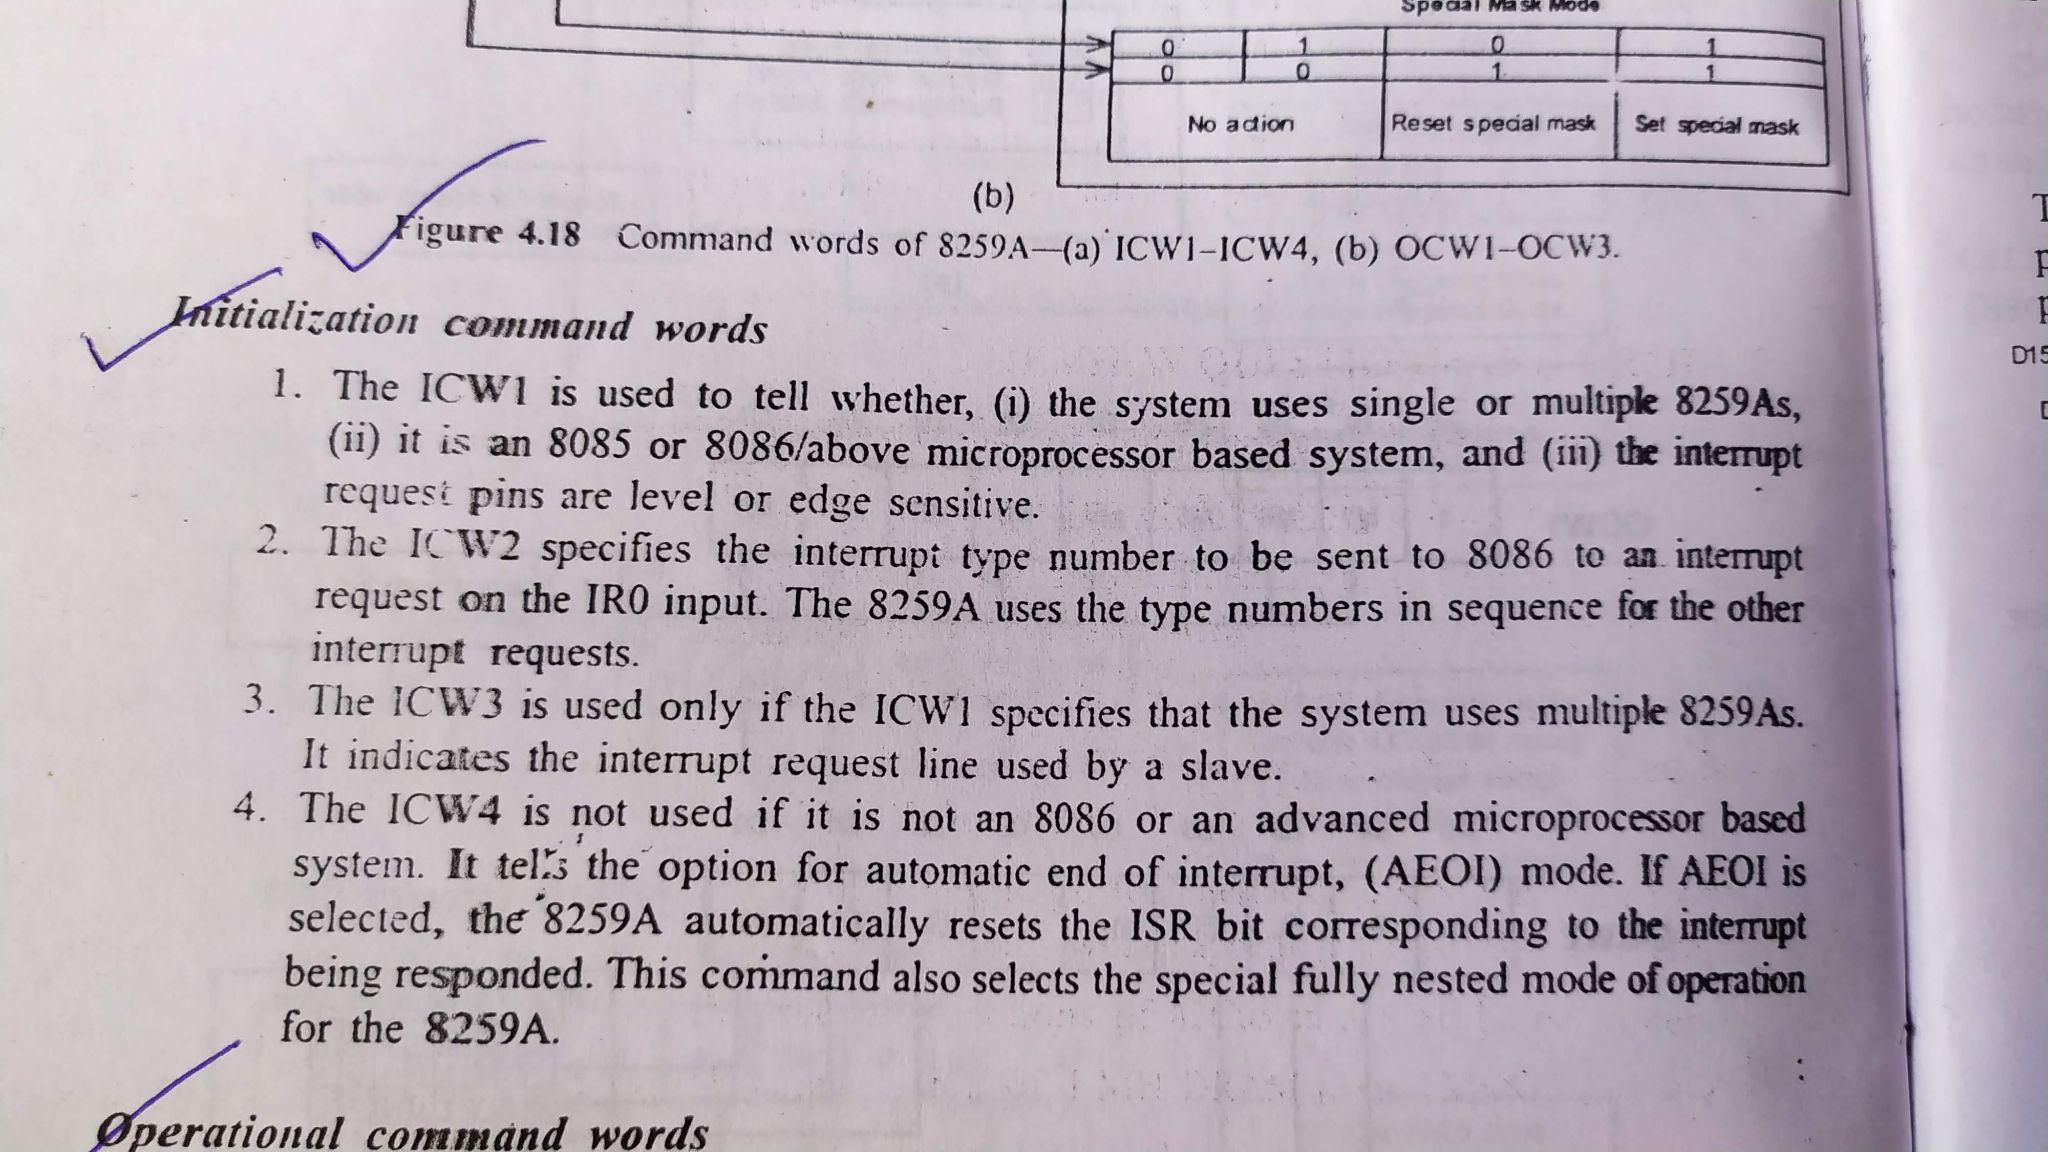 Special Mask Mode
0 1 0 1
0 0 1 1
No action Reset special mask Set special mask
(b)
Figure 4.18 Command words of 8259A—(a) ICW1–ICW4, (b) OCW1–OCW3.
Initialization command words
1. The ICW1 is used to tell whether, (i) the system uses single or multiple 8259As,
(ii) it is an 8085 or 8086/above microprocessor based system, and (iii) the interrupt
request pins are level or edge sensitive.
2. The ICW2 specifies the interrupt type number to be sent to 8086 to an interrupt
request on the IR0 input. The 8259A uses the type numbers in sequence for the other
interrupt requests.
3. The ICW3 is used only if the ICW1 specifies that the system uses multiple 8259As.
It indicates the interrupt request line used by a slave.
4. The ICW4 is not used if it is not an 8086 or an advanced microprocessor based
system. It tells the option for automatic end of interrupt, (AEOI) mode. If AEOI is
selected, the 8259A automatically resets the ISR bit corresponding to the interrupt
being responded. This command also selects the special fully nested mode of operation
for the 8259A.
Operational command words
D15